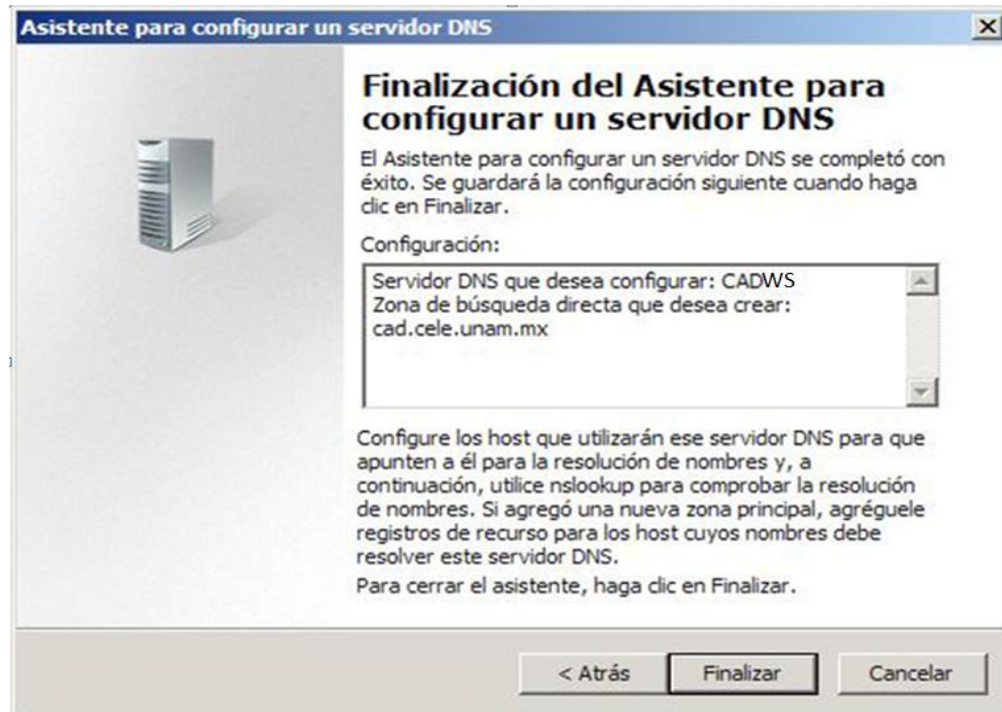 Asistente para configurar un servidor DNS
Finalización del Asistente para
configurar un servidor DNS
El Asistente para configurar un servidor DNS se completó con
éxito. Se guardará la configuración siguiente cuando haga
clic en Finalizar.
Configuración:
Servidor DNS que desea configurar: CADWS
Zona de búsqueda directa que desea crear:
cad.cele.unam.mx
Configure los host que utilizarán ese servidor DNS para que
apunten a él para la resolución de nombres y, a
continuación, utilice nslookup para comprobar la resolución
de nombres. Si agregó una nueva zona principal, agréguele
registros de recurso para los host cuyos nombres debe
resolver este servidor DNS.
Para cerrar el asistente, haga clic en Finalizar.
< Atrás Finalizar Cancelar